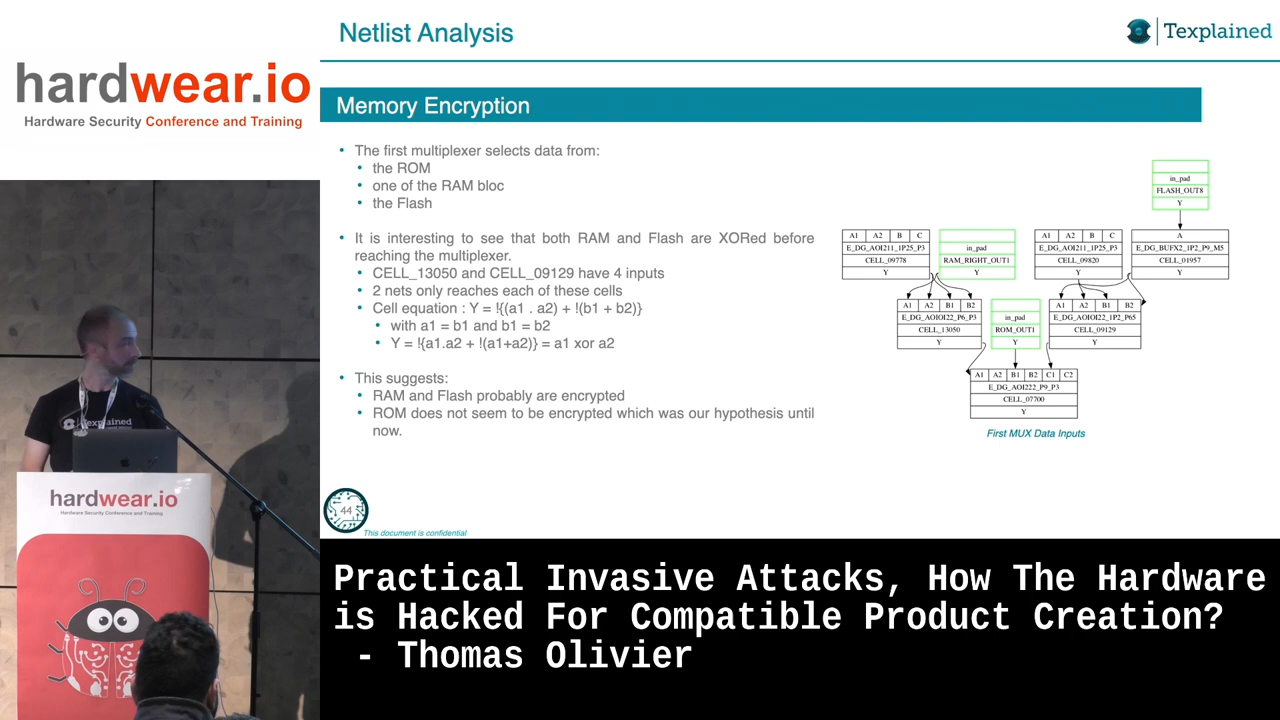 Netlist Analysis
Texplained
hardwear.io
Hardware Security Conference and Training
Memory Encryption
• The first multiplexer selects data from:
• the ROM
• one of the RAM bloc
• the Flash
• It is interesting to see that both RAM and Flash are XORed before
reaching the multiplexer.
• CELL_13050 and CELL_09129 have 4 inputs
• 2 nets only reaches each of these cells
• Cell equation : Y = !{(a1 . a2) + !(b1 + b2)}
• with a1 = b1 and b1 = b2
• Y = !{a1.a2 + !(a1+a2)} = a1 xor a2
• This suggests:
• RAM and Flash probably are encrypted
• ROM does not seem to be encrypted which was our hypothesis until
now.
in_pad
FLASH_OUT8
Y
A1 A2 B C
E_DG_AOI211_1P25_P3
CELL_09778
Y
in_pad
RAM_RIGHT_OUT1
Y
A1 A2 B C
E_DG_AOI211_1P25_P3
CELL_09820
Y
A
E_DG_BUFX2_1P2_P9_M5
CELL_01957
Y
A1 A2 B1 B2
E_DG_AOIOI22_P6_P3
CELL_13050
Y
in_pad
ROM_OUT1
Y
A1 A2 B1 B2
E_DG_AOIOI22_1P2_P65
CELL_09129
Y
A1 A2 B1 B2 C1 C2
E_DG_AOI222_P9_P3
CELL_07700
Y
First MUX Data Inputs
44
This document is confidential
Texplained
hardwear.io
Hardware Security Conference and Training
Practical Invasive Attacks, How The Hardware
is Hacked For Compatible Product Creation?
- Thomas Olivier